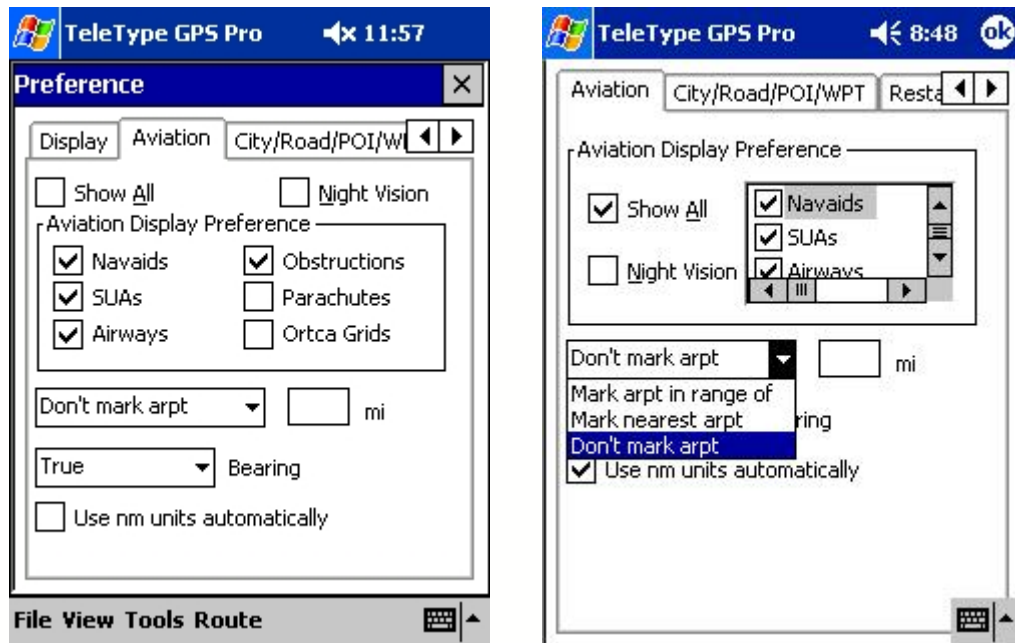 TeleType GPS Pro 11:57
Preference
Display Aviation City/Road/POI/W
Show All Night Vision
Aviation Display Preference
Navaids Obstructions
SUAs Parachutes
Airways Ortca Grids
Don't mark arpt mi
True Bearing
Use nm units automatically
File View Tools Route
TeleType GPS Pro 8:48 ok
Aviation City/Road/POI/WPT Resta
Aviation Display Preference
Show All Navaids
SUAs
Night Vision Airways
Don't mark arpt mi
Mark arpt in range of
Mark nearest arpt ring
Don't mark arpt
Use nm units automatically